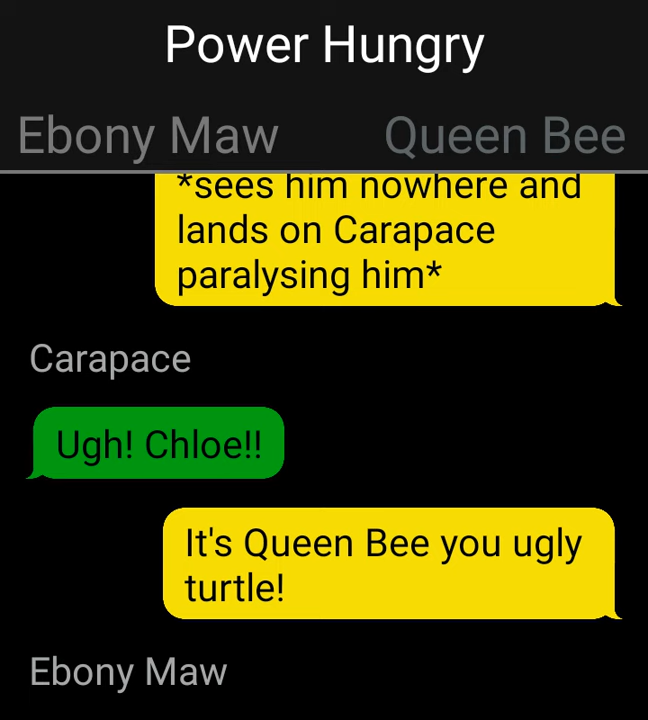 Power Hungry
Ebony Maw Queen Bee
*sees him nowhere and
lands on Carapace
paralysing him*
Carapace
Ugh! Chloe!!
It's Queen Bee you ugly
turtle!
Ebony Maw